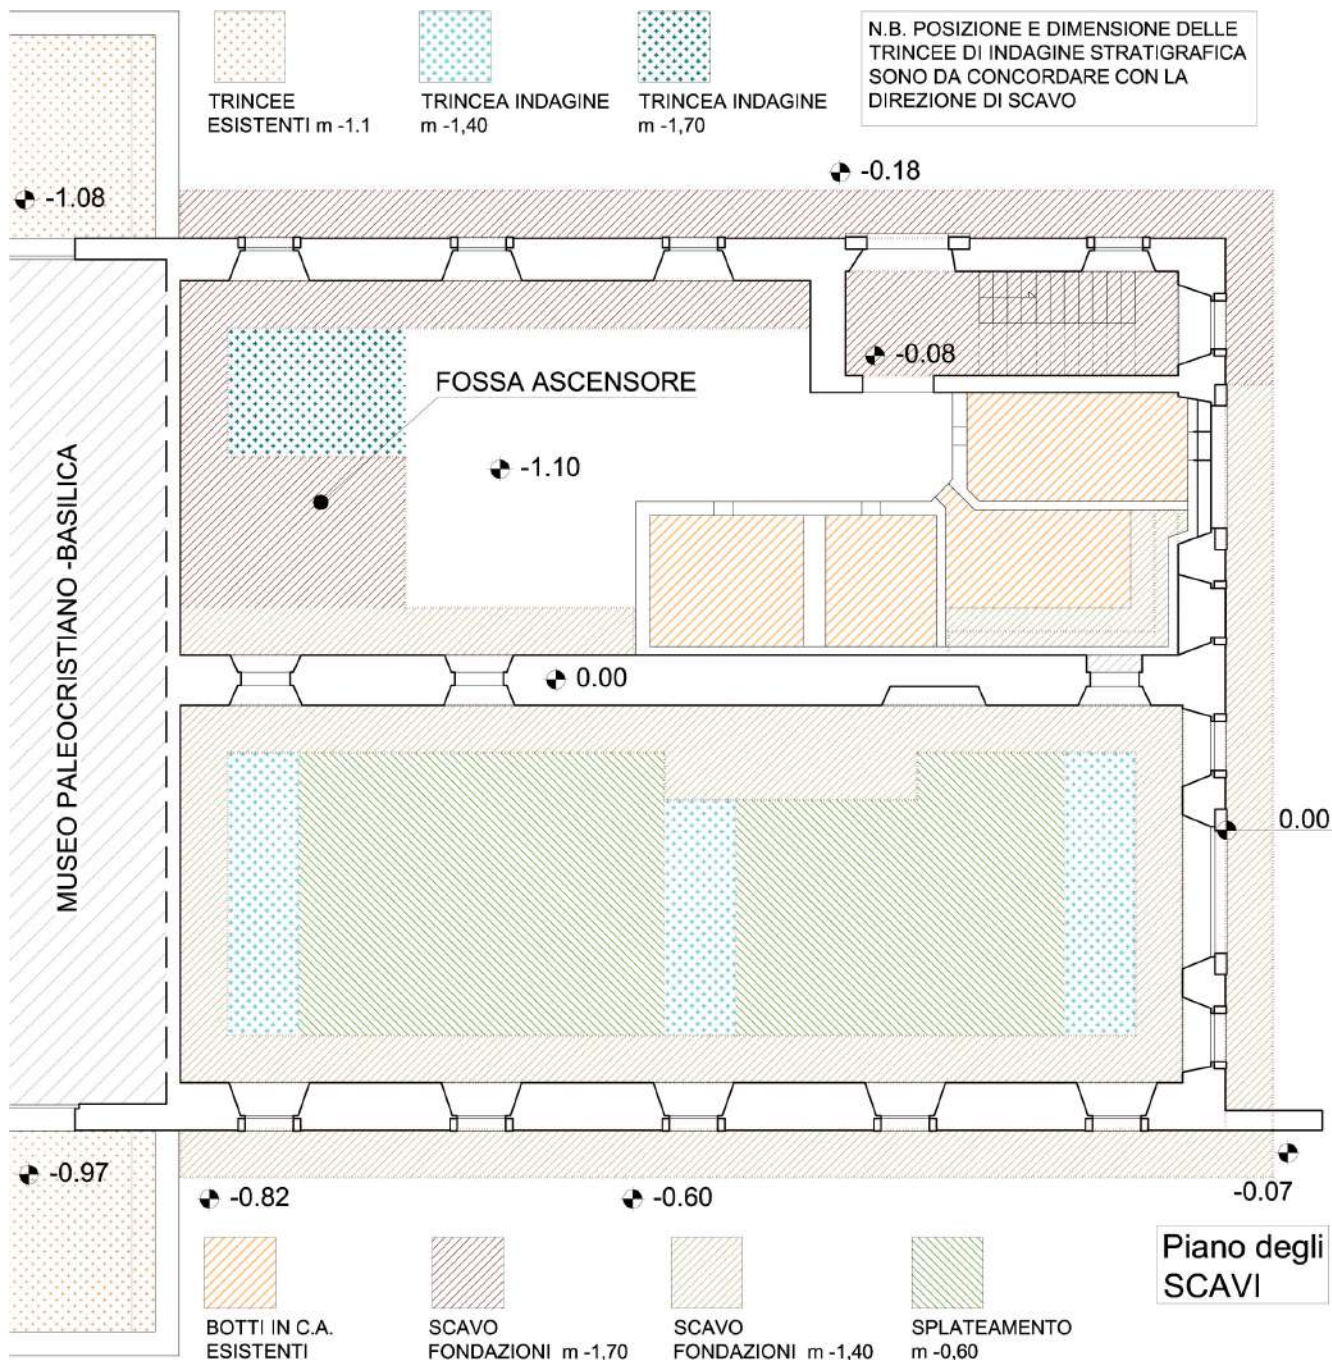 TRINCEE
ESISTENTI m -1.1
TRINCEA INDAGINE
m -1,40
TRINCEA INDAGINE
m -1,70
N.B. POSIZIONE E DIMENSIONE DELLE
TRINCEE DI INDAGINE STRATIGRAFICA
SONO DA CONCORDARE CON LA
DIREZIONE DI SCAVO
-0.18
-1.08
-0.08
FOSSA ASCENSORE
-1.10
MUSEO PALEOCRISTIANO -BASILICA
0.00
0.00
-0.97
-0.82
-0.60
-0.07
Piano degli
SCAVI
BOTTI IN C.A.
ESISTENTI
SCAVO
FONDAZIONI m -1,70
SCAVO
FONDAZIONI m -1,40
SPLATEAMENTO
m -0,60